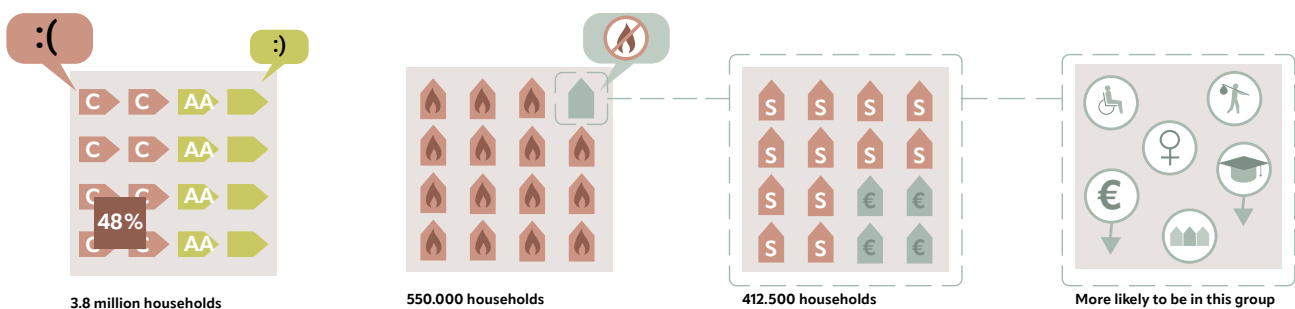 :( :)
C C AA
C C AA
C C AA
48%
C C AA
S S S S
S S S S
S S € €
S S € €
€
3.8 million households
550.000 households
412.500 households
More likely to be in this group